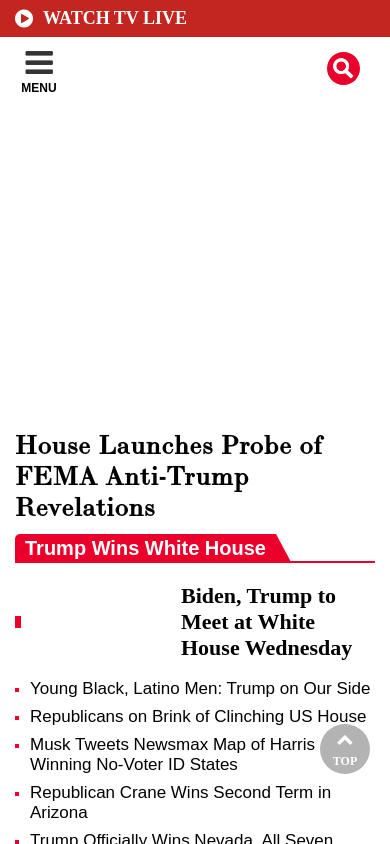 WATCH TV LIVE
MENU
House Launches Probe of
FEMA Anti-Trump
Revelations
Trump Wins White House
Biden, Trump to
Meet at White
House Wednesday
Young Black, Latino Men: Trump on Our Side
Republicans on Brink of Clinching US House
Musk Tweets Newsmax Map of Harris
Winning No-Voter ID States
TOP
Republican Crane Wins Second Term in
Arizona
Trump Officially Wins Nevada, All Seven